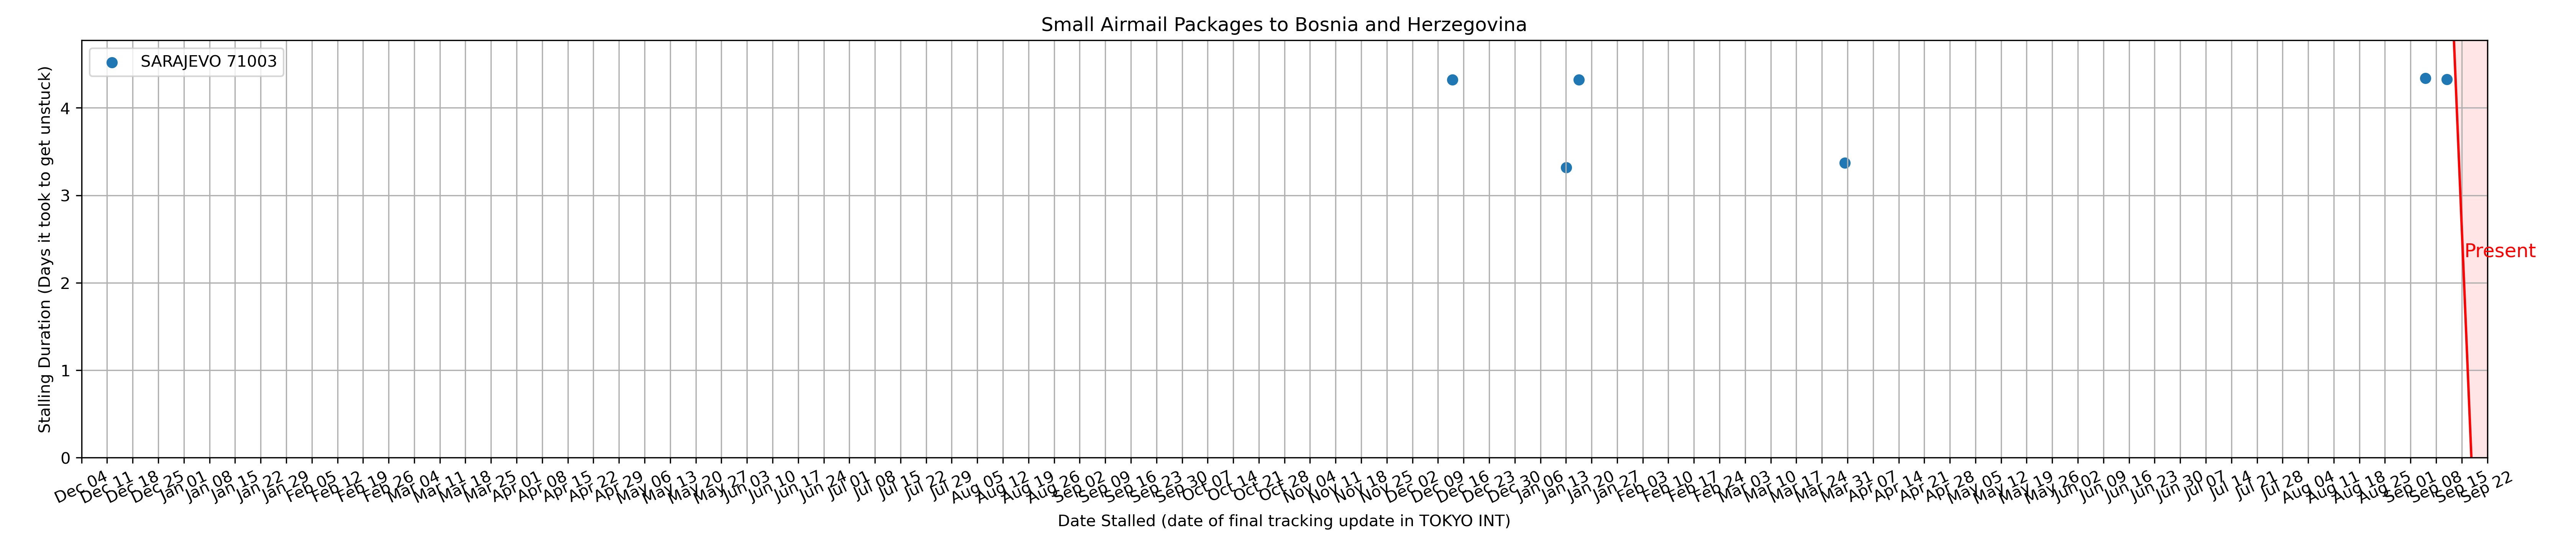 Small Airmail Packages to Bosnia and Herzegovina
SARAJEVO 71003
Stalling Duration (Days it took to get unstuck)
4
3
2
1
0
Present
Dec 04 Dec 11 Dec 18 Dec 25 Jan 01 Jan 08 Jan 15 Jan 22 Jan 29 Feb 05 Feb 12 Feb 19 Feb 26 Mar 04 Mar 11 Mar 18 Mar 25 Apr 01 Apr 08 Apr 15 Apr 22 Apr 29 May 06 May 13 May 20 May 27 Jun 03 Jun 10 Jun 17 Jun 24 Jul 01 Jul 08 Jul 15 Jul 22 Jul 29 Aug 05 Aug 12 Aug 19 Aug 26 Sep 02 Sep 09 Sep 16 Sep 23 Sep 30 Oct 07 Oct 14 Oct 21 Oct 28 Nov 04 Nov 11 Nov 18 Nov 25 Dec 02 Dec 09 Dec 16 Dec 23 Dec 30 Jan 06 Jan 13 Jan 20 Jan 27 Feb 03 Feb 10 Feb 17 Feb 24 Mar 03 Mar 10 Mar 17 Mar 24 Mar 31 Apr 07 Apr 14 Apr 21 Apr 28 May 05 May 12 May 19 May 26 Jun 02 Jun 09 Jun 16 Jun 23 Jun 30 Jul 07 Jul 14 Jul 21 Jul 28 Aug 04 Aug 11 Aug 18 Aug 25 Sep 01 Sep 08 Sep 15 Sep 22
Date Stalled (date of final tracking update in TOKYO INT)